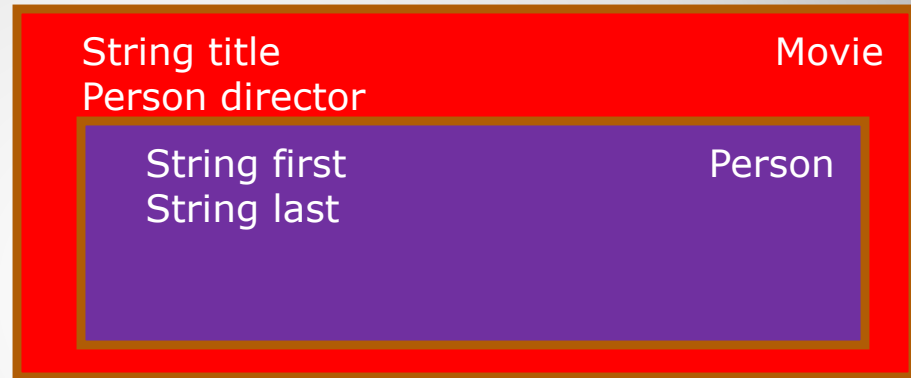 String title Movie
Person director
String first Person
String last